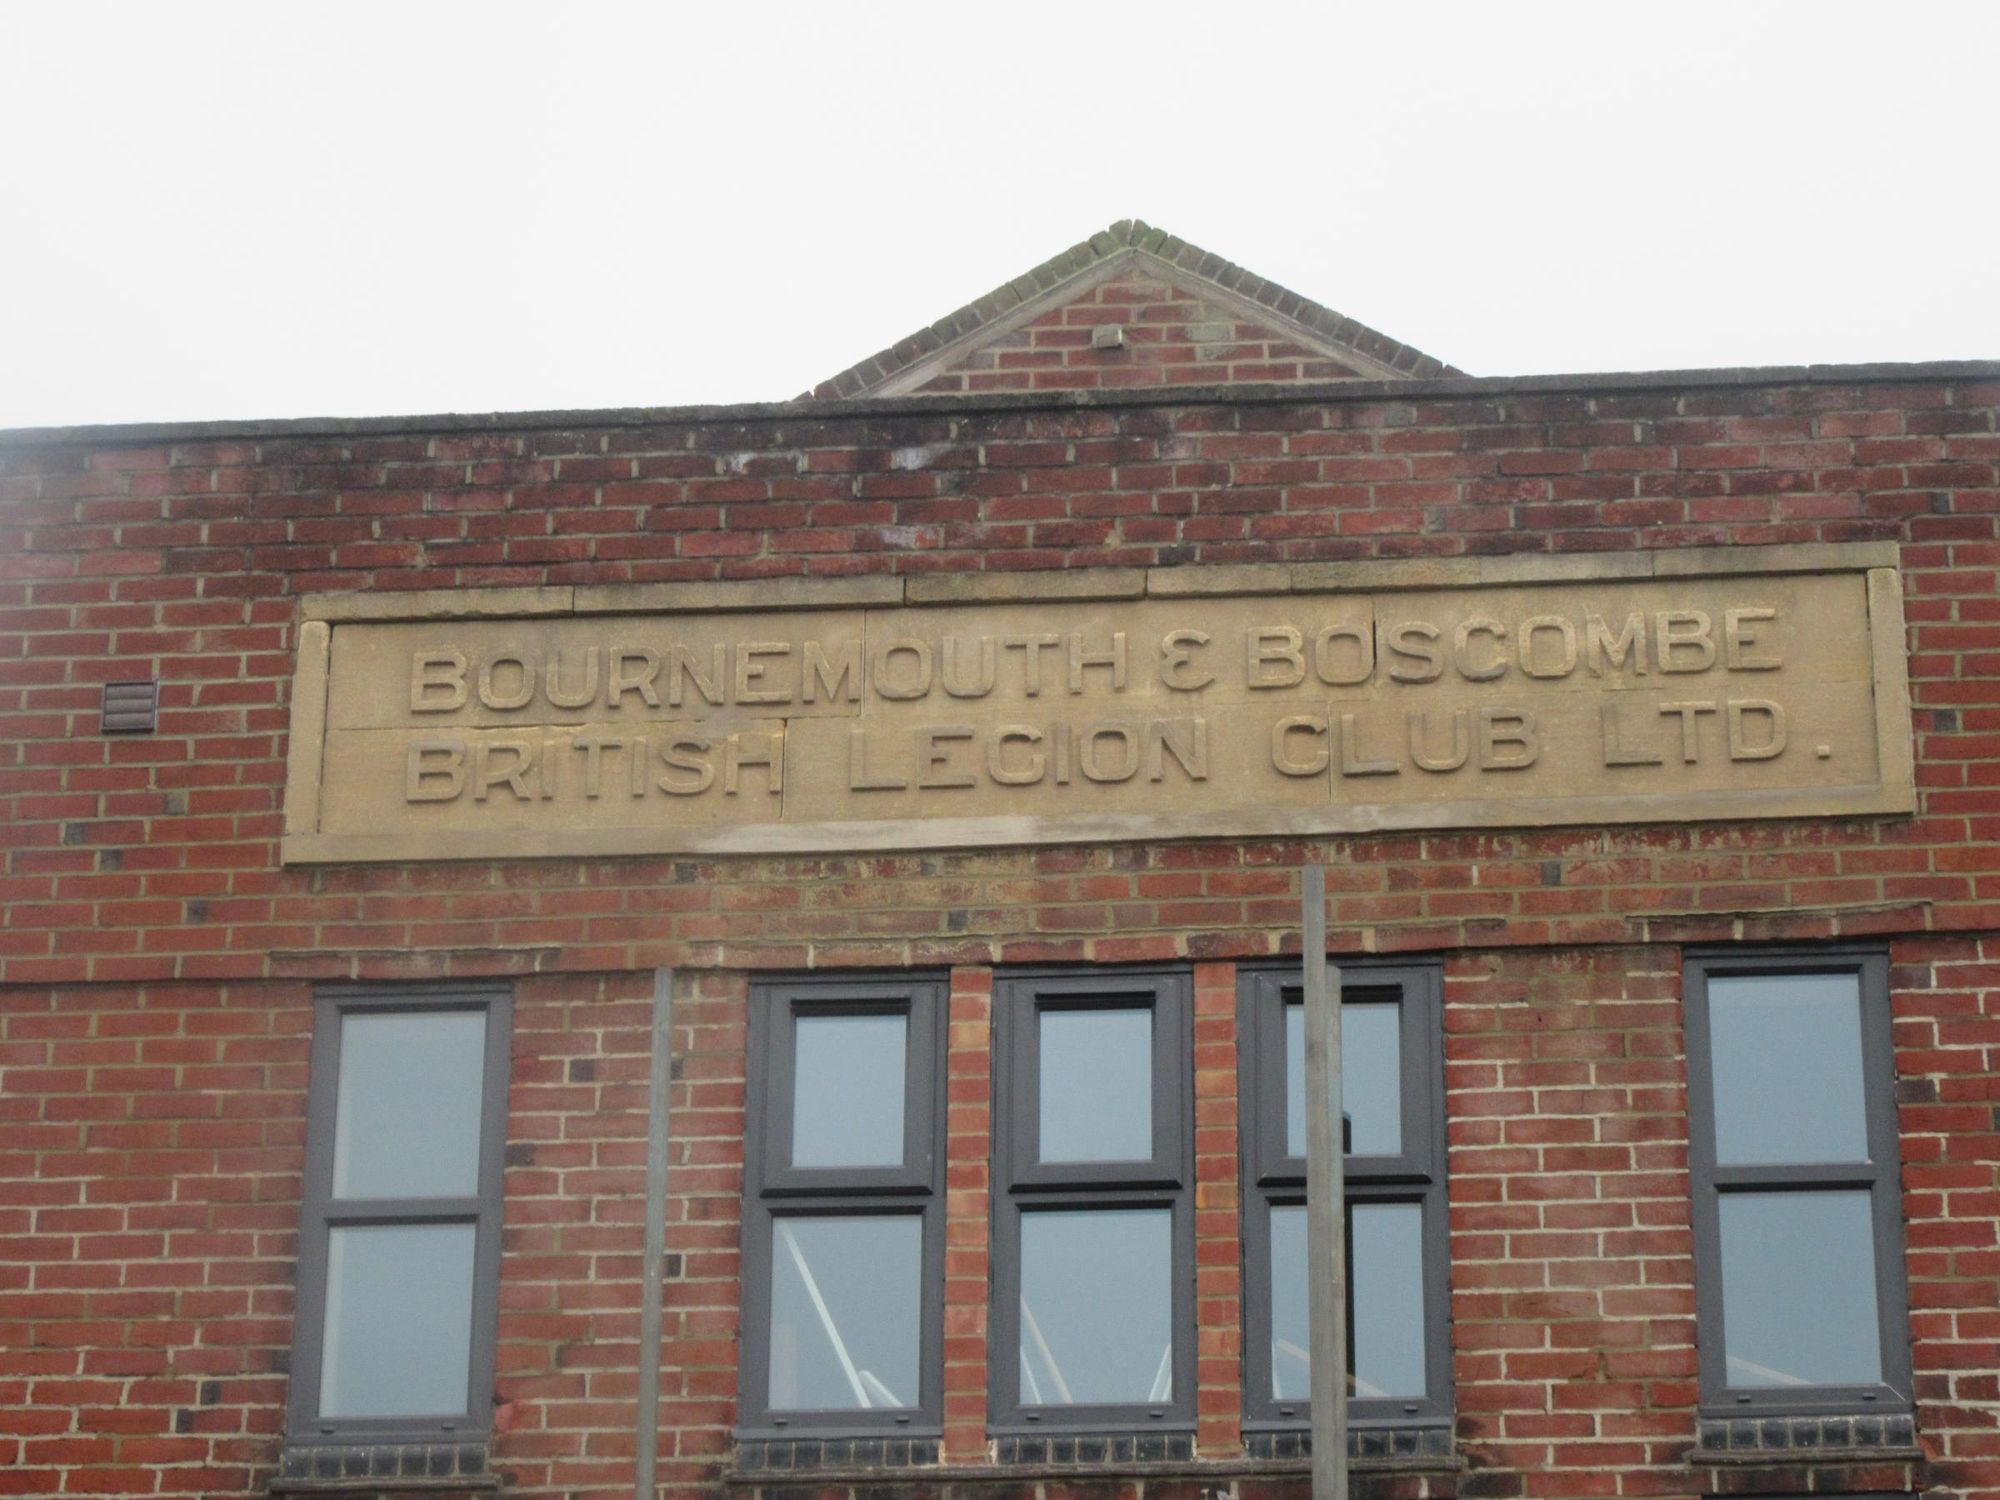 BOURNEMOUTH & BOSCOMBE
BRITISH LEGION CLUB LTD.